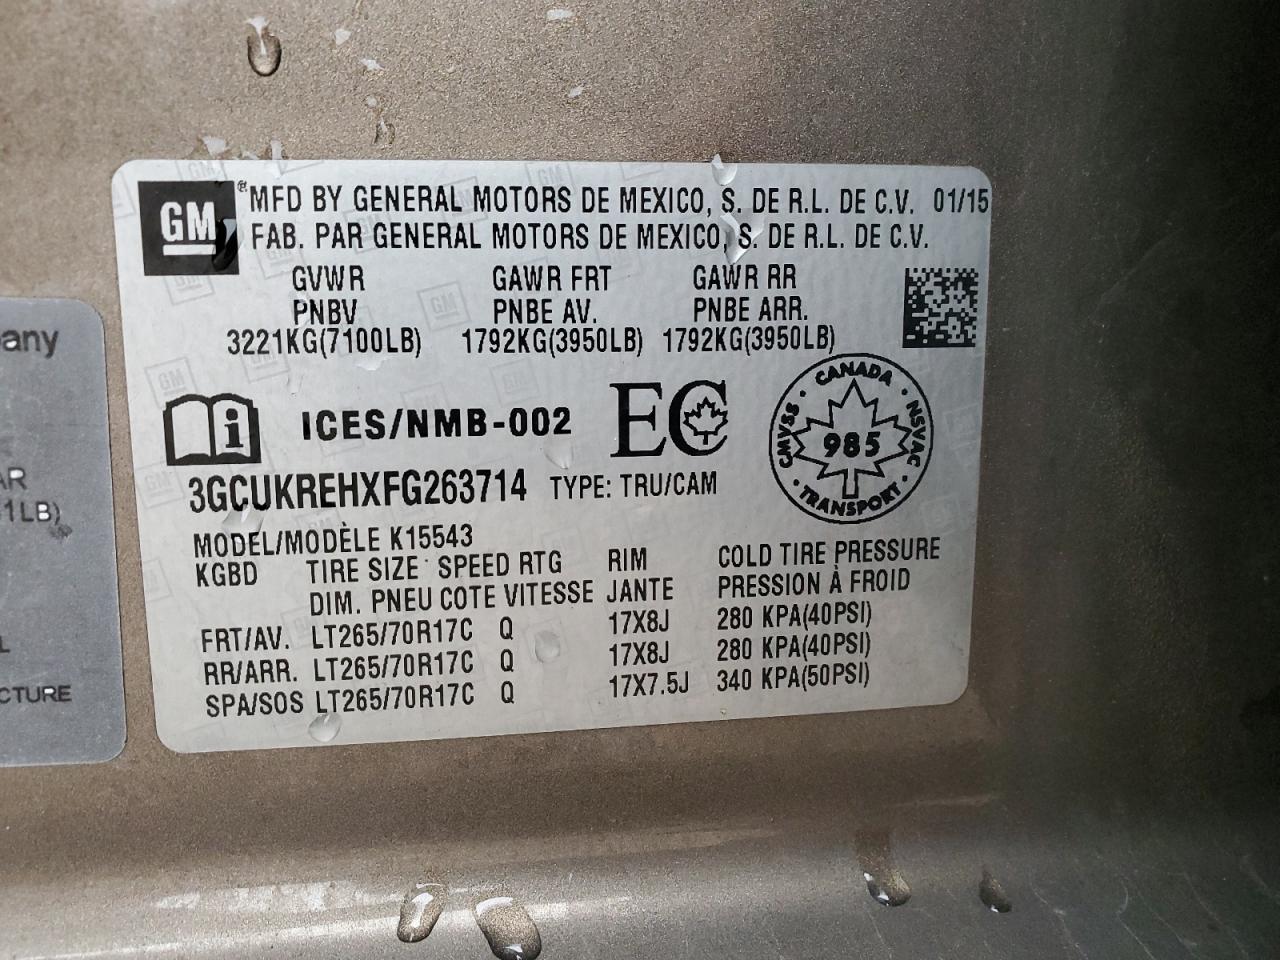 GM
® MFD BY GENERAL MOTORS DE MEXICO, S. DE R.L. DE C.V. 01/15
FAB. PAR GENERAL MOTORS DE MEXICO, S. DE R.L. DE C.V.
GVWR GAWR FRT GAWR RR
PNBV PNBE AV. PNBE ARR.
3221KG(7100LB) 1792KG(3950LB) 1792KG(3950LB)
i ICES/NMB-002 EC
CANADA
CMVSS 985 NSVAC
TRANSPORT
3GCUKREHXFG263714 TYPE: TRU/CAM
MODEL/MODÈLE K15543
KGBD TIRE SIZE SPEED RTG RIM COLD TIRE PRESSURE
DIM. PNEU COTE VITESSE JANTE PRESSION À FROID
FRT/AV. LT265/70R17C Q 17X8J 280 KPA(40PSI)
RR/ARR. LT265/70R17C Q 17X8J 280 KPA(40PSI)
SPA/SOS LT265/70R17C Q 17X7.5J 340 KPA(50PSI)
any
AR
1LB)
L
CTURE